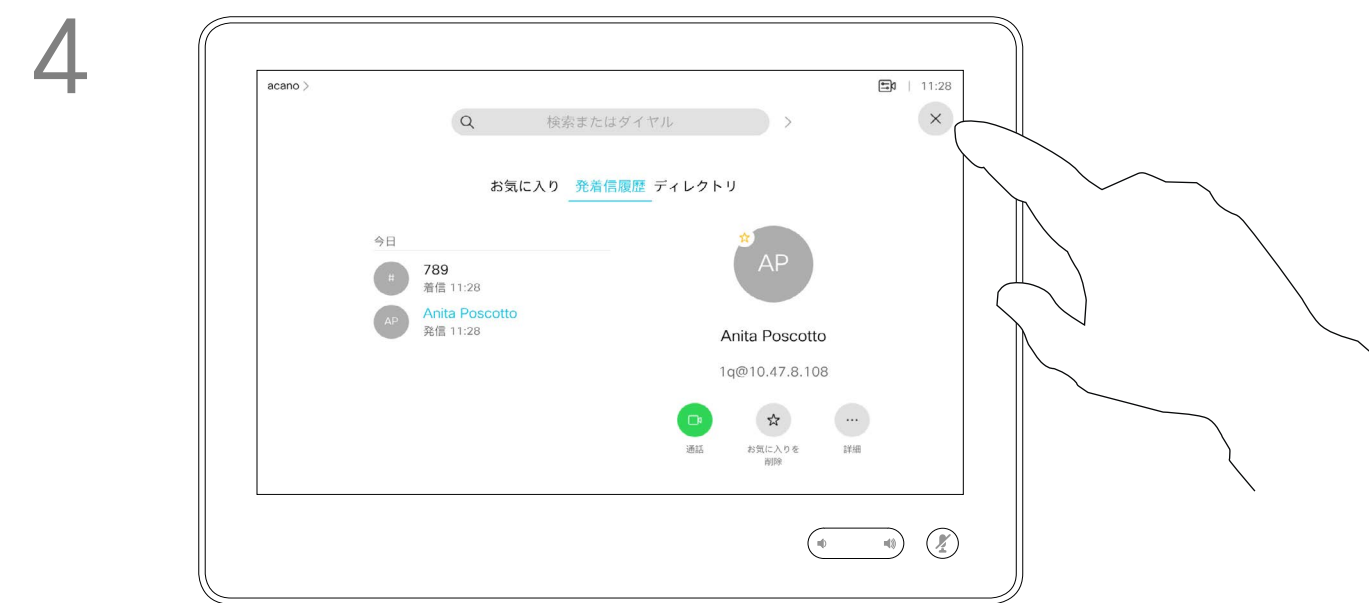 4
acano >
11:28
検索またはダイヤル
お気に入り 発着信履歴 ディレクトリ
今日
#
789
着信 11:28
AP
Anita Poscotto
発信 11:28
AP
Anita Poscotto
1q@10.47.8.108
通話
お気に入りを
削除
詳細